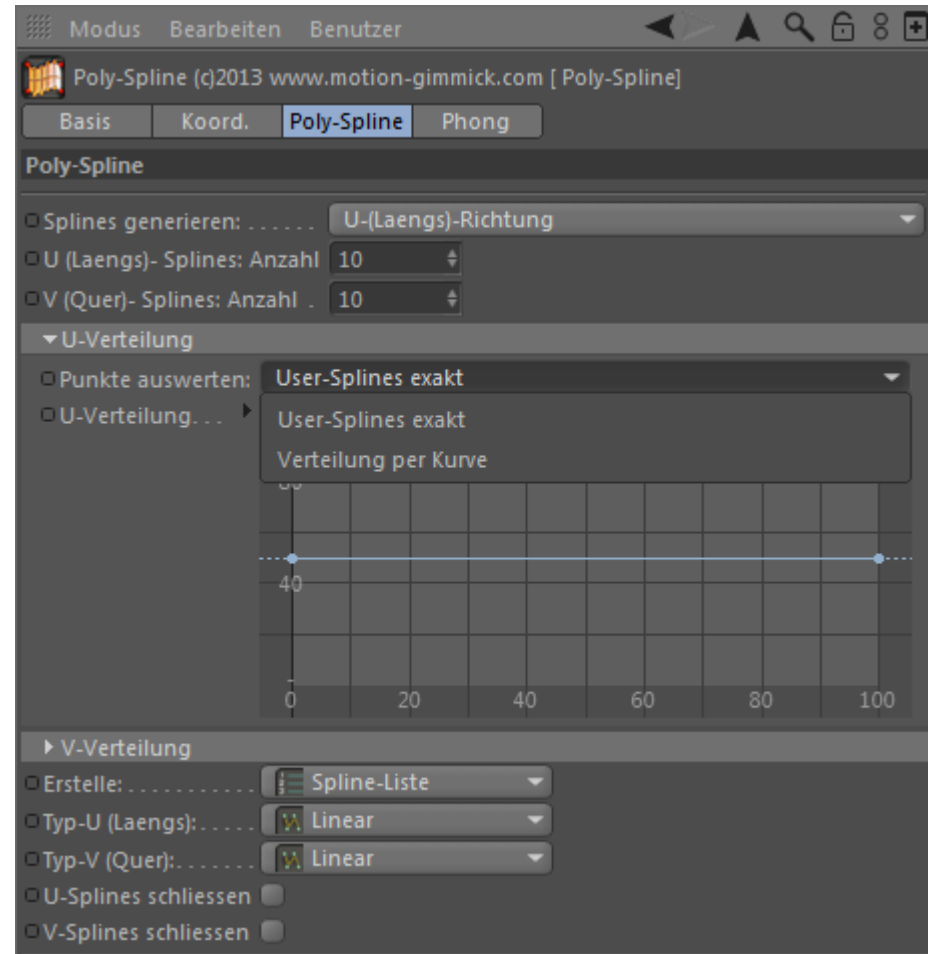 Modus Bearbeiten Benutzer
Poly-Spline (c)2013 www.motion-gimmick.com [ Poly-Spline]
Basis Koord. Poly-Spline Phong
Poly-Spline
Splines generieren: . . . . . . U-(Laengs)-Richtung
U (Laengs)- Splines: Anzahl 10
V (Quer)- Splines: Anzahl . 10
U-Verteilung
Punkte auswerten: User-Splines exakt
U-Verteilung. . . User-Splines exakt
Verteilung per Kurve
40
0 20 40 60 80 100
V-Verteilung
Erstelle: . . . . . . . . . . . Spline-Liste
Typ-U (Laengs): . . . . . Linear
Typ-V (Quer): . . . . . . . Linear
U-Splines schliessen
V-Splines schliessen